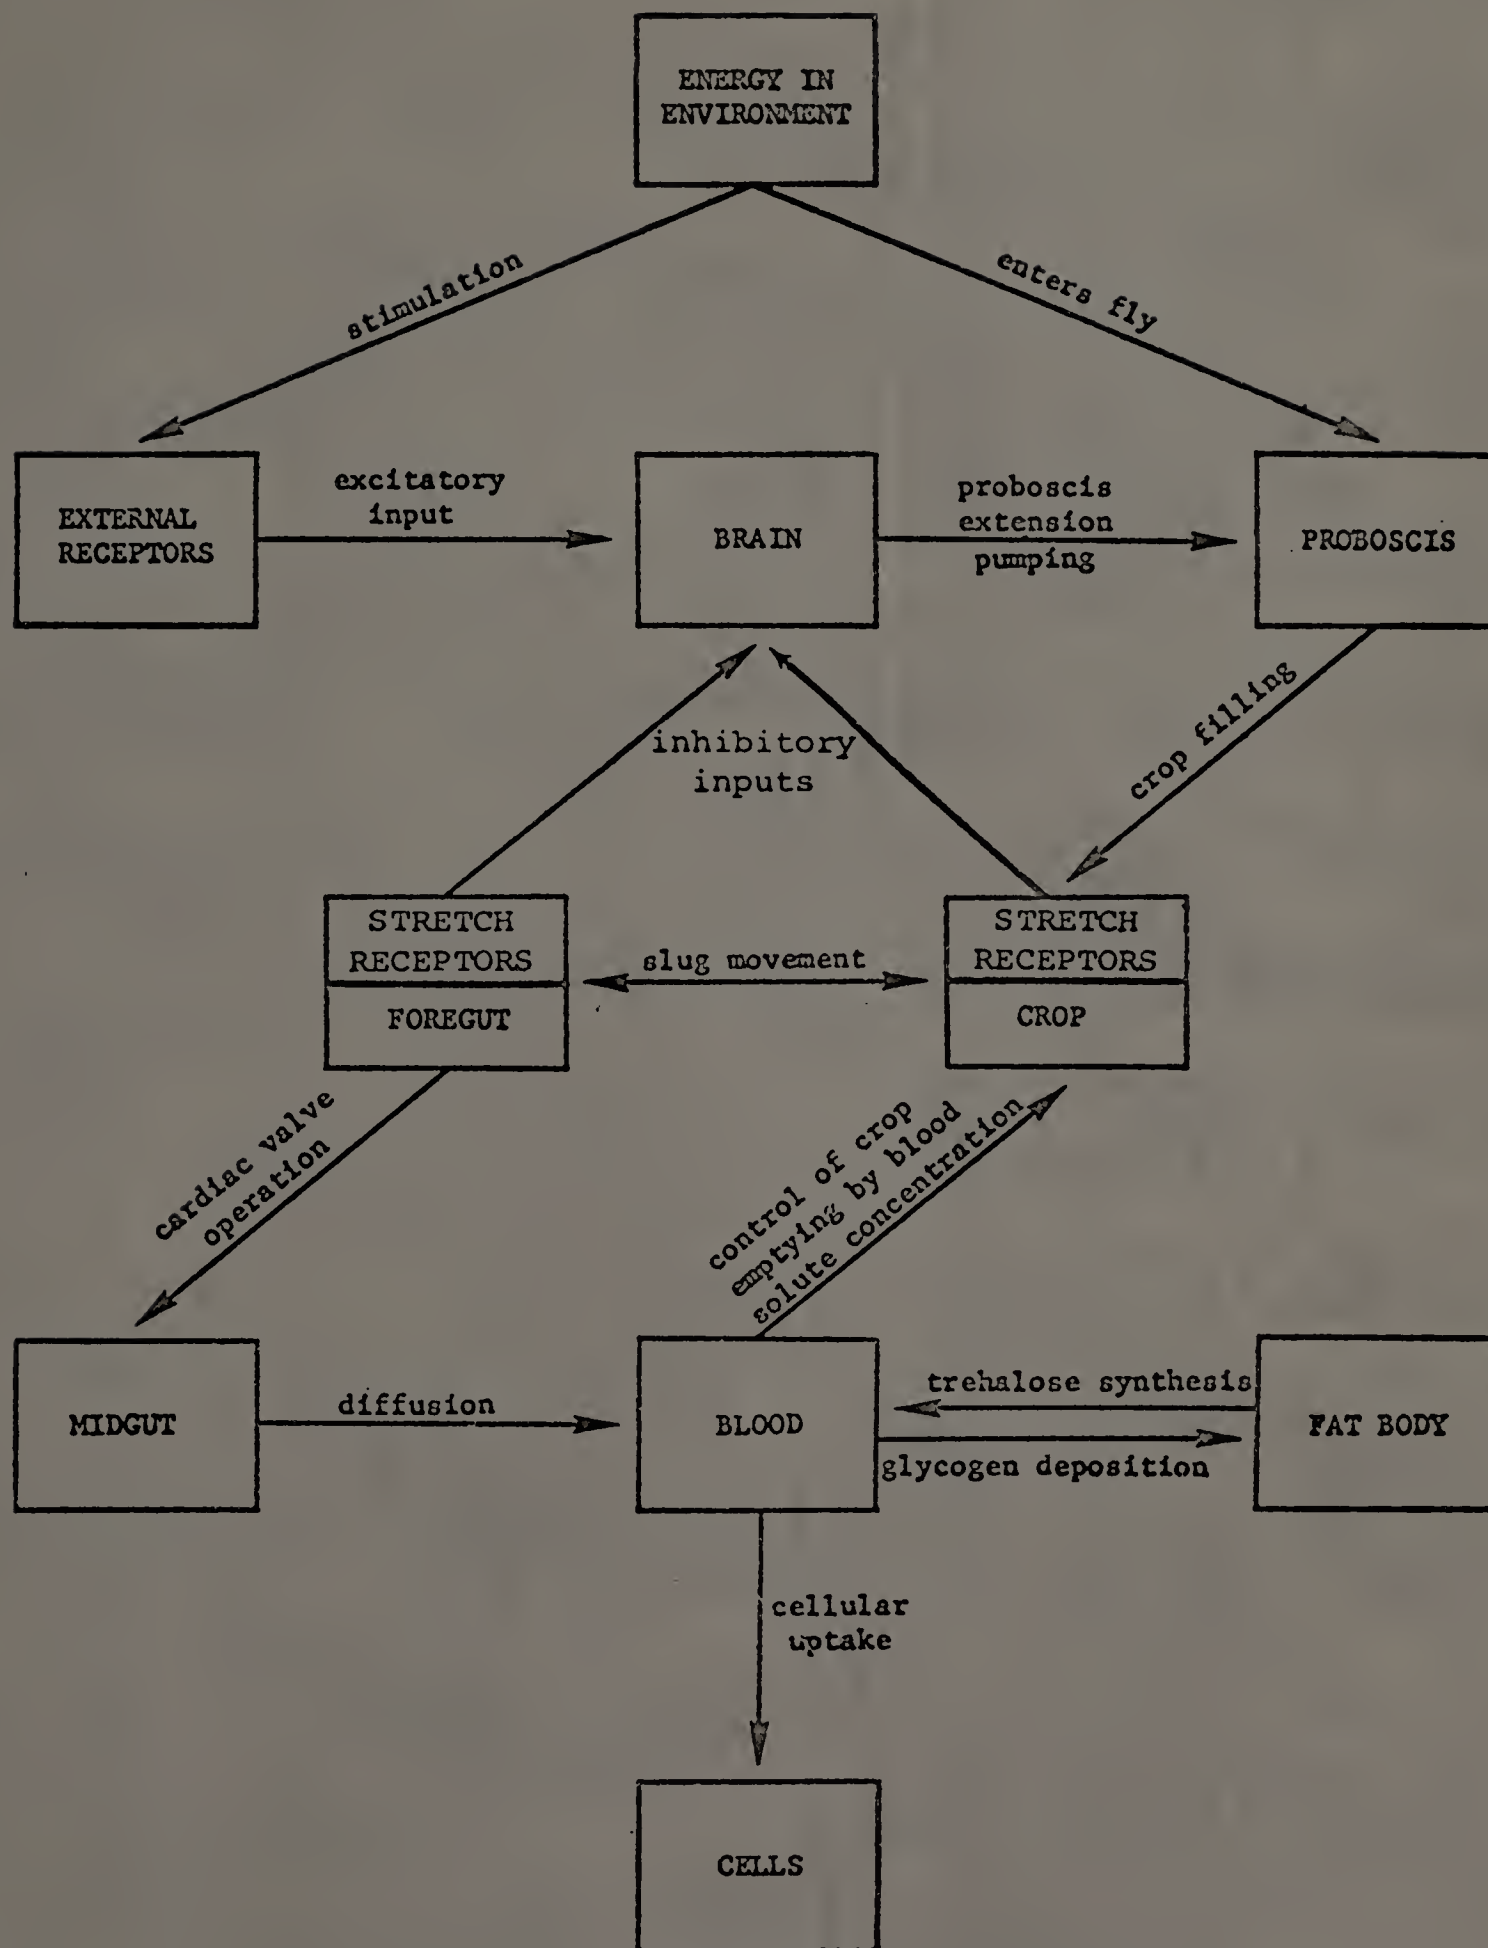 ENERGY IN
ENVIRONMENT
stimulation
enters fly
EXTERNAL
RECEPTORS
excitatory
input
BRAIN
proboscis
extension
pumping
PROBOSCIS
inhibitory
inputs
crop filling
STRETCH
RECEPTORS
FOREGUT
slug movement
STRETCH
RECEPTORS
CROP
cardiac valve
operation
control of crop
emptying by blood
solute concentration
MIDGUT
diffusion
BLOOD
trehalose synthesis
glycogen deposition
FAT BODY
cellular
uptake
CELLS